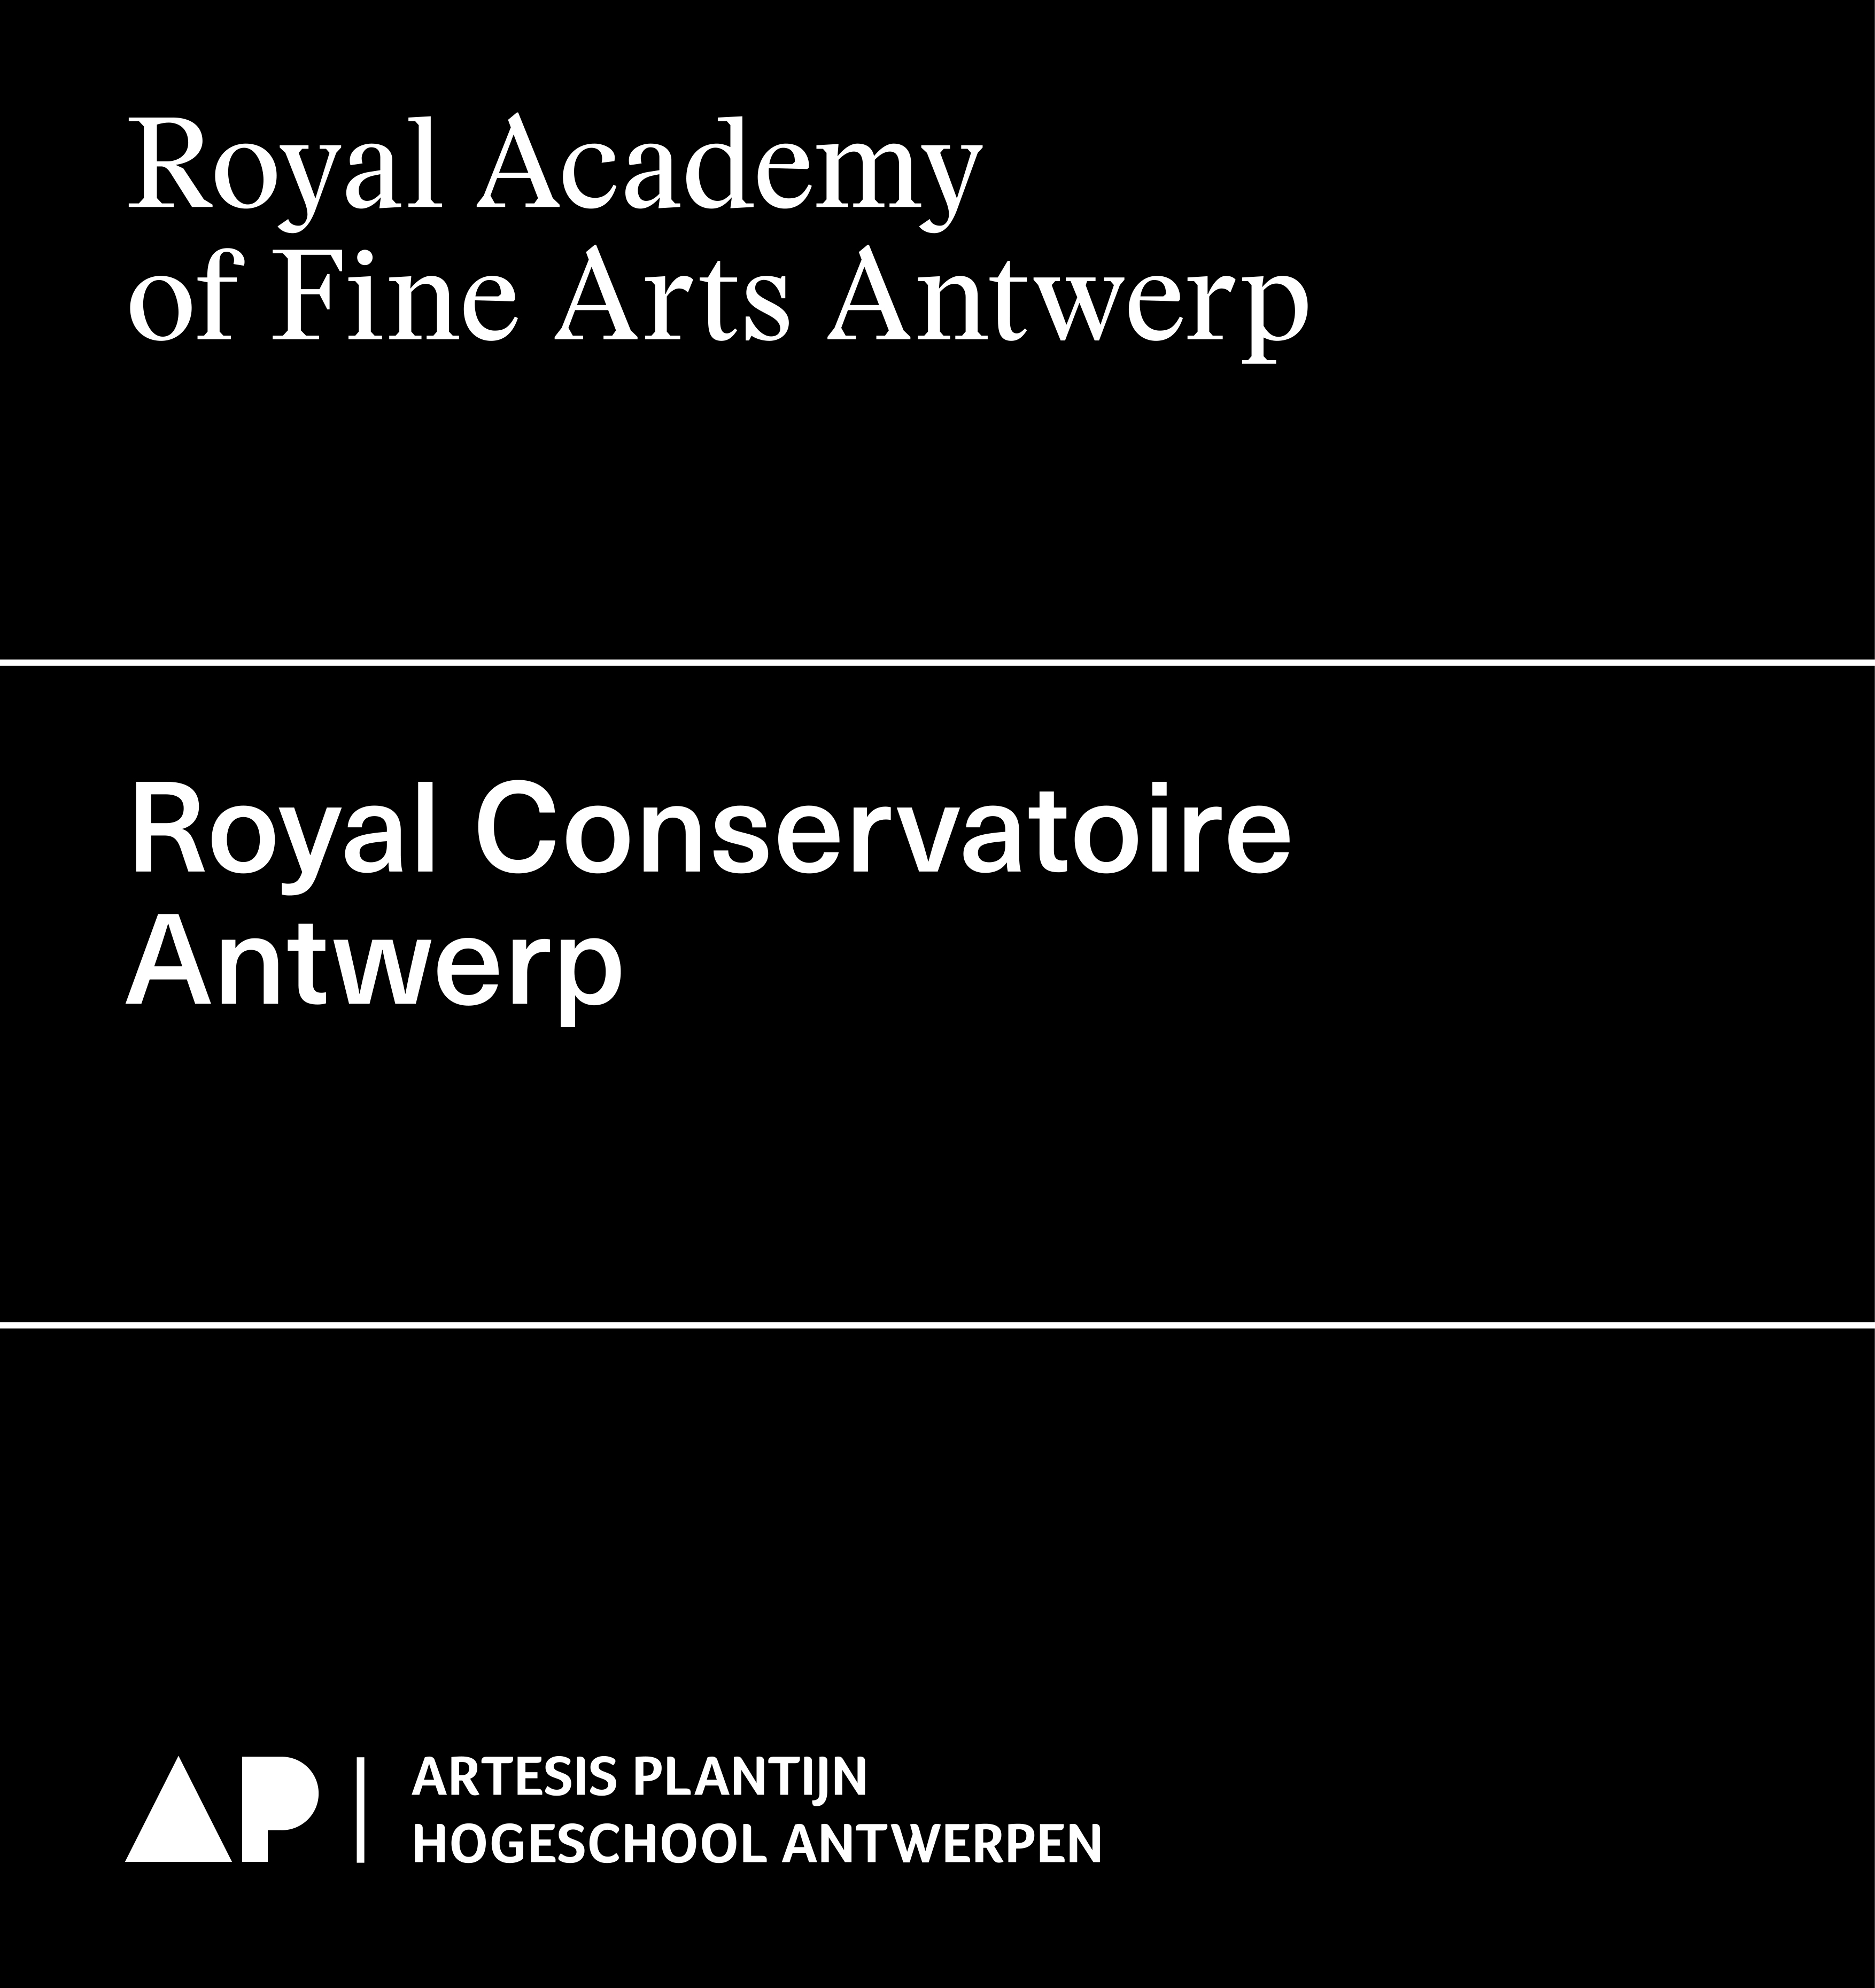 Royal Academy
of Fine Arts Antwerp
Royal Conservatoire
Antwerp
AP
ARTESIS PLANTIJN
HOGESCHOOL ANTWERPEN